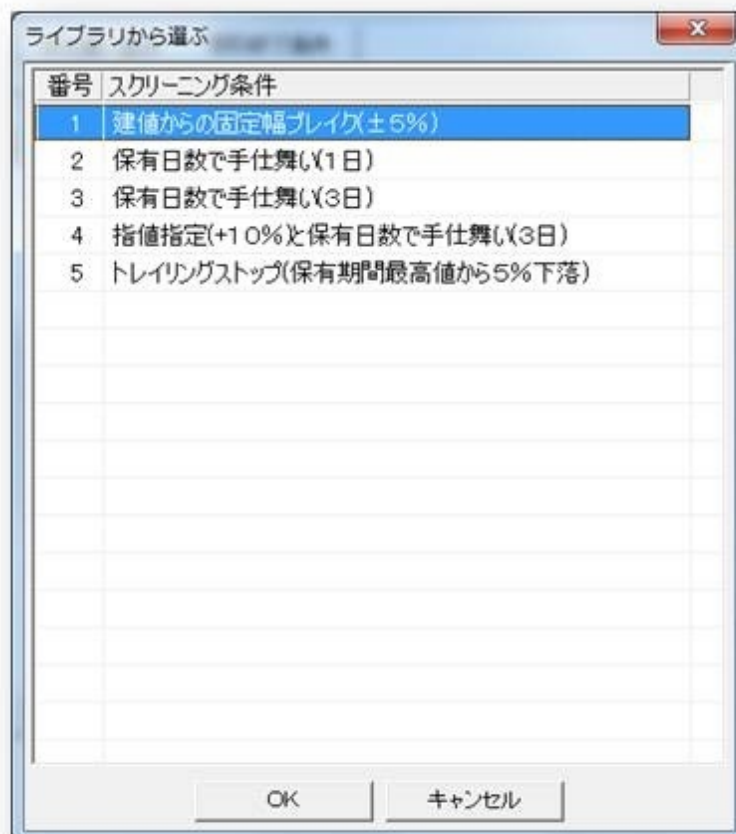 ライブラリから選ぶ
番号 スクリーニング条件
1 建値からの固定幅ブレイク(±5%)
2 保有日数で手仕舞い(1日)
3 保有日数で手仕舞い(3日)
4 指値指定(+10%)と保有日数で手仕舞い(3日)
5 トレイリングストップ(保有期間最高値から5%下落)
OK キャンセル